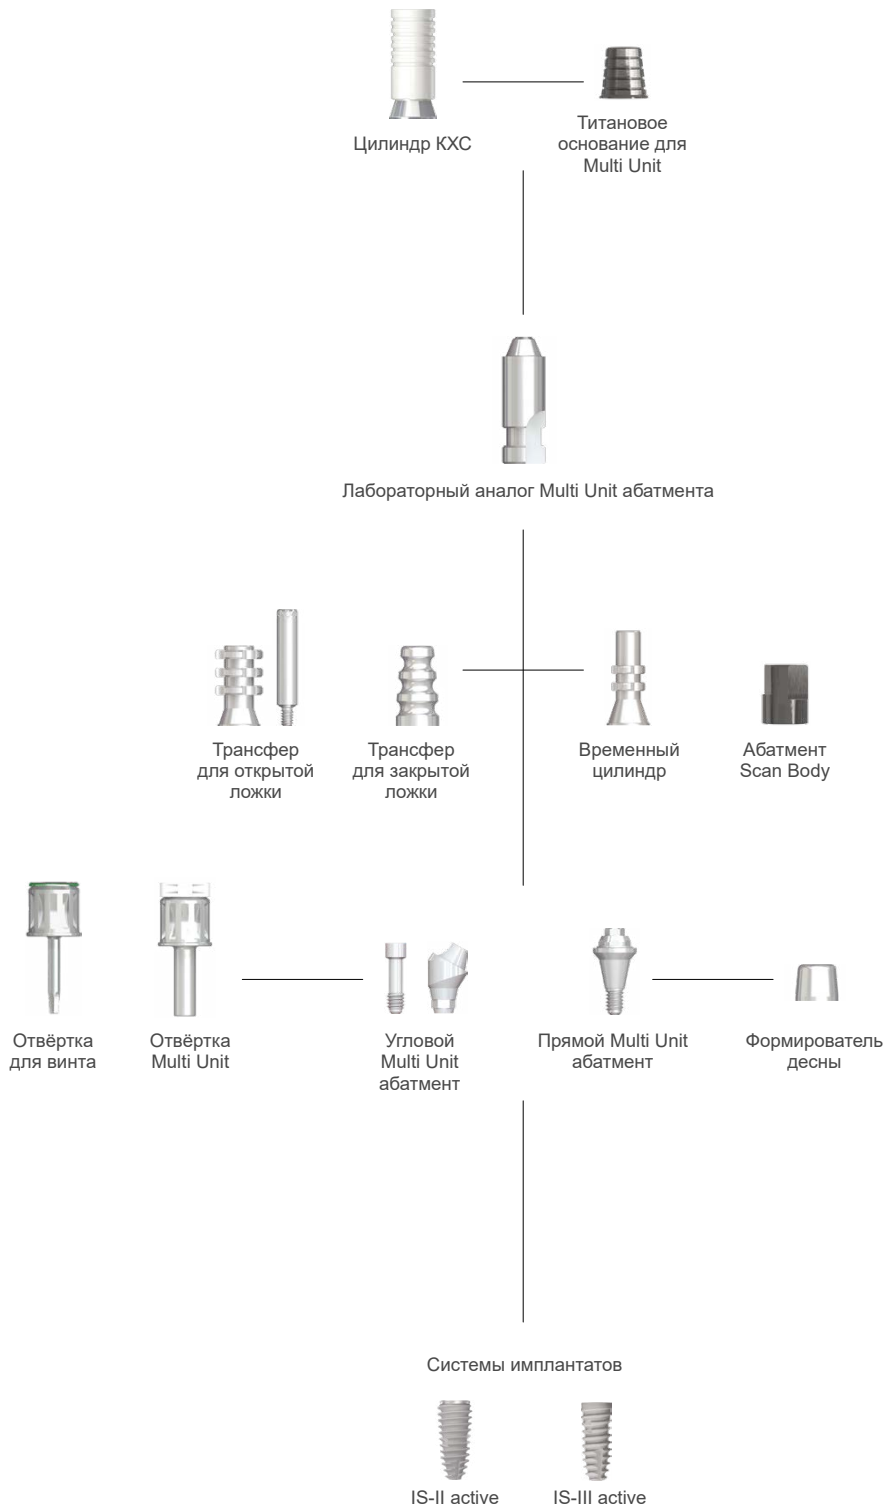 Цилиндр КХС
Титановое
основание для
Multi Unit
Лабораторный аналог Multi Unit абатмента
Трансфер
для открытой
ложки
Трансфер
для закрытой
ложки
Временный
цилиндр
Абатмент
Scan Body
Отвёртка
для винта
Отвёртка
Multi Unit
Угловой
Multi Unit
абатмент
Прямой Multi Unit
абатмент
Формирователь
десны
Системы имплантатов
IS-II active
IS-III active